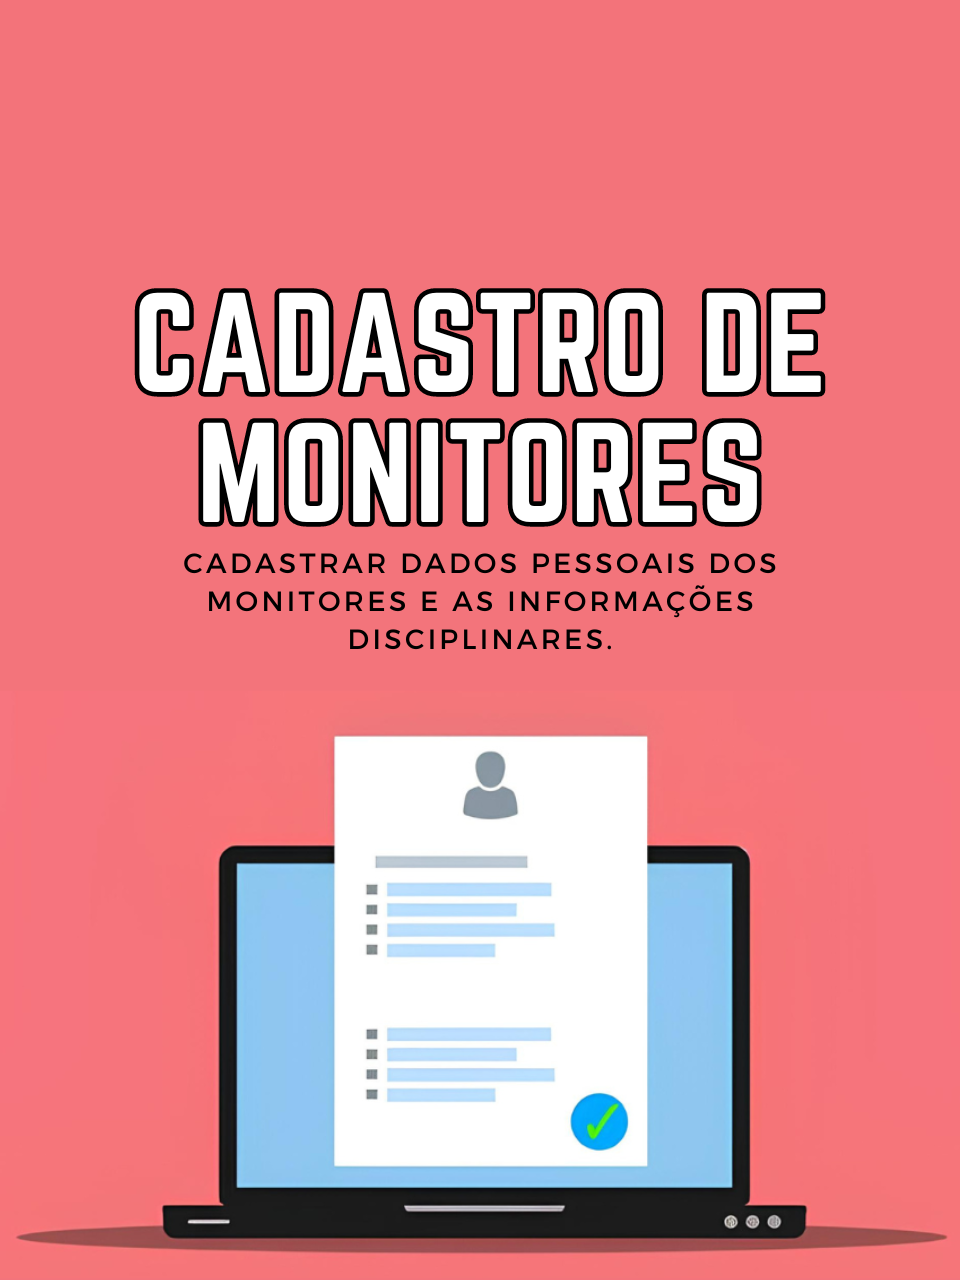 CADASTRO DE
MONITORES
CADASTRAR DADOS PESSOAIS DOS
MONITORES E AS INFORMAÇÕES
DISCIPLINARES.